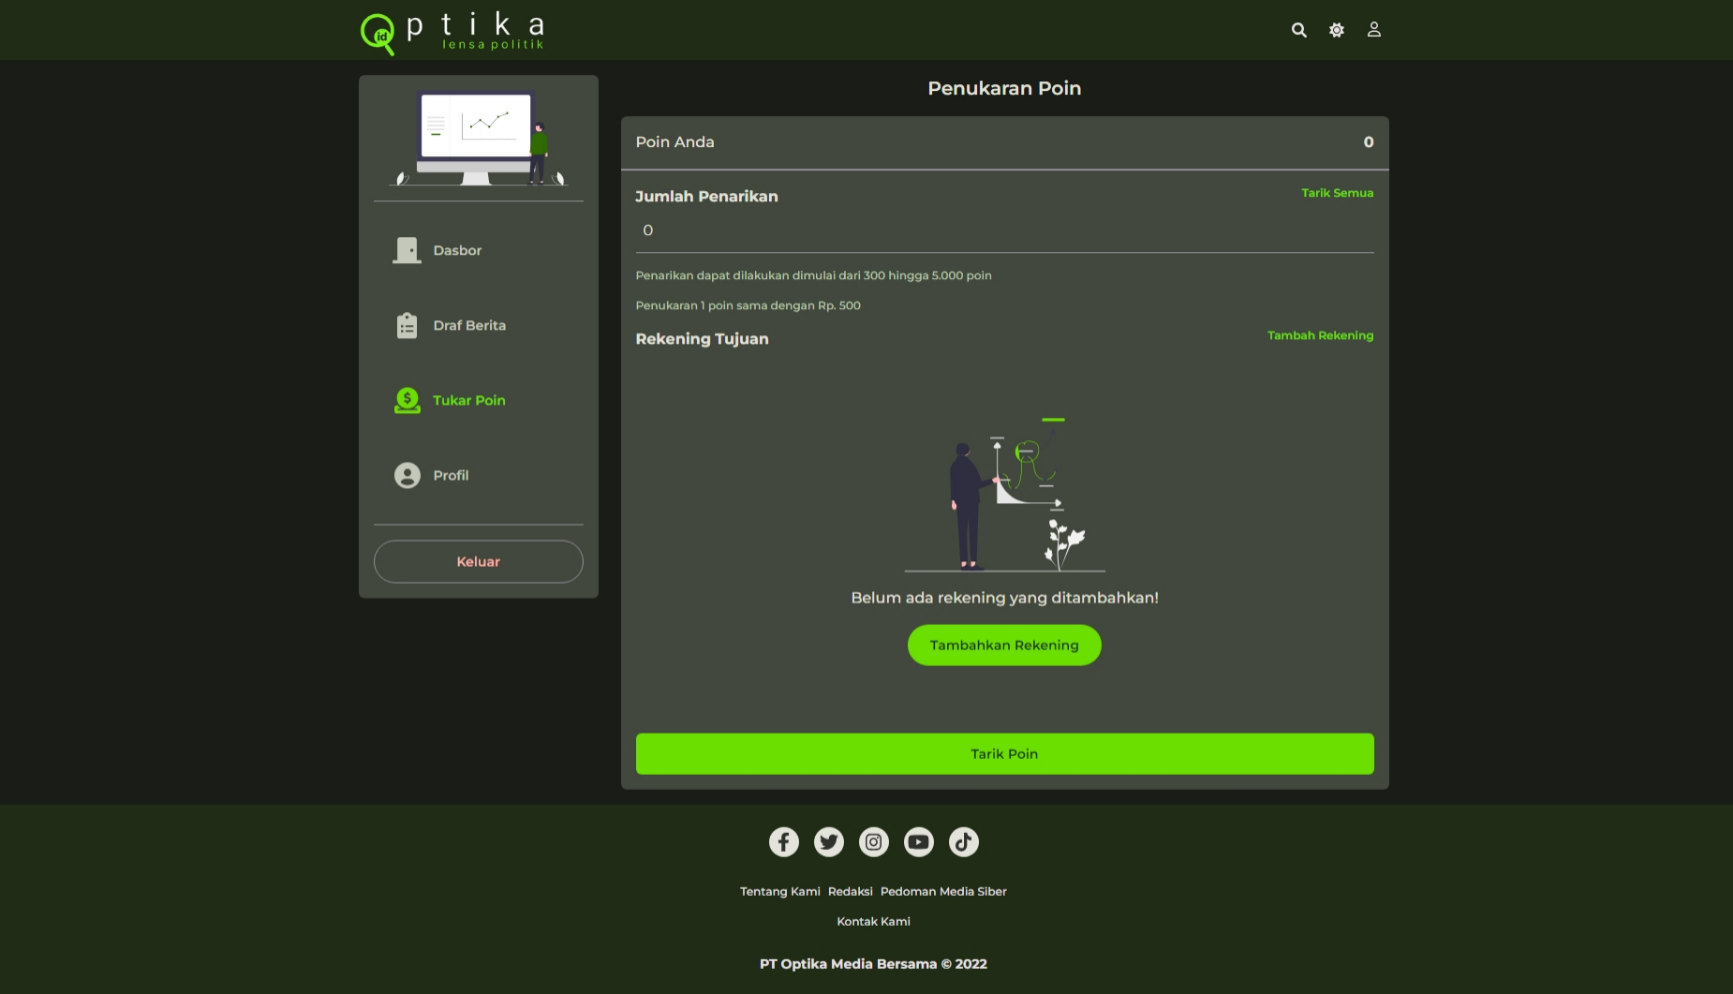 id ptika
lensa politik
Dasbor
Draf Berita
Tukar Poin
Profil
Keluar
Penukaran Poin
Poin Anda 0
Jumlah Penarikan Tarik Semua
0
Penarikan dapat dilakukan dimulai dari 300 hingga 5.000 poin
Penukaran 1 poin sama dengan Rp. 500
Rekening Tujuan Tambah Rekening
Belum ada rekening yang ditambahkan!
Tambahkan Rekening
Tarik Poin
Tentang Kami Redaksi Pedoman Media Siber
Kontak Kami
PT Optika Media Bersama © 2022